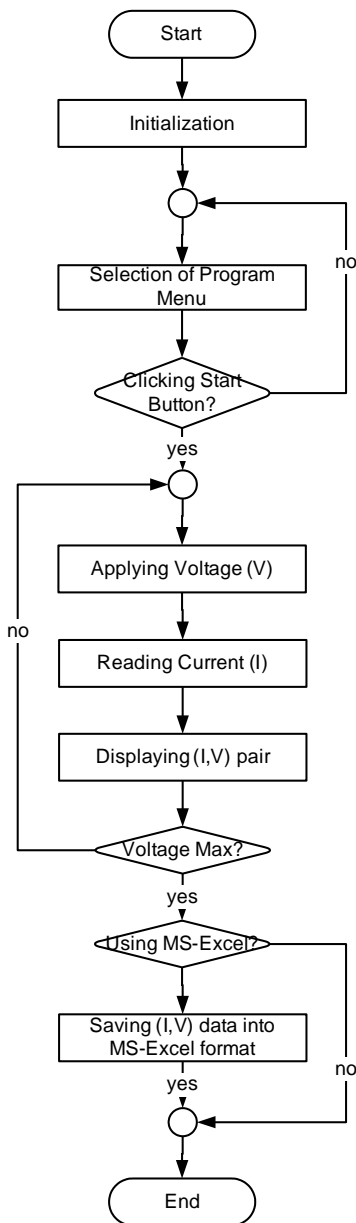 Start
Initialization
no
Selection of Program
Menu
Clicking Start
Button?
yes
Applying Voltage (V)
no
Reading Current (I)
Displaying (I,V) pair
Voltage Max?
yes
Using MS-Excel?
Saving (I,V) data into
MS-Excel format
no
yes
End